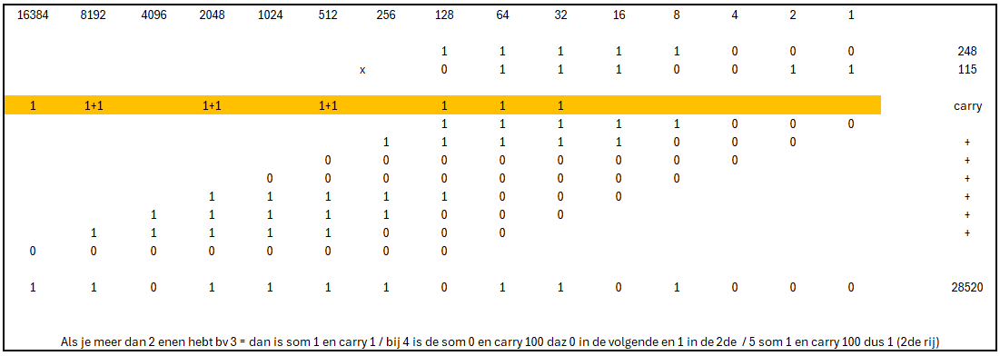 16384 8192 4096 2048 1024 512 256 128 64 32 16 8 4 2 1
1 1 1 1 1 0 0 0 248
x 0 1 1 1 0 0 1 1 115
1 1+1 1+1 1+1 1 1 1 carry
1 1 1 1 1 0 0 0
1 1 1 1 1 0 0 0 +
0 0 0 0 0 0 0 0 +
0 0 0 0 0 0 0 0 +
1 1 1 1 1 0 0 0 +
1 1 1 1 1 0 0 0 +
1 1 1 1 1 0 0 0 +
0 0 0 0 0 0 0 0
1 1 0 1 1 1 1 0 1 1 0 1 0 0 0 28520
Als je meer dan 2 enen hebt bv 3 = dan is som 1 en carry 1 / bij 4 is de som 0 en carry 100 daz 0 in de volgende en 1 in de 2de / 5 som 1 en carry 100 dus 1 (2de rij)